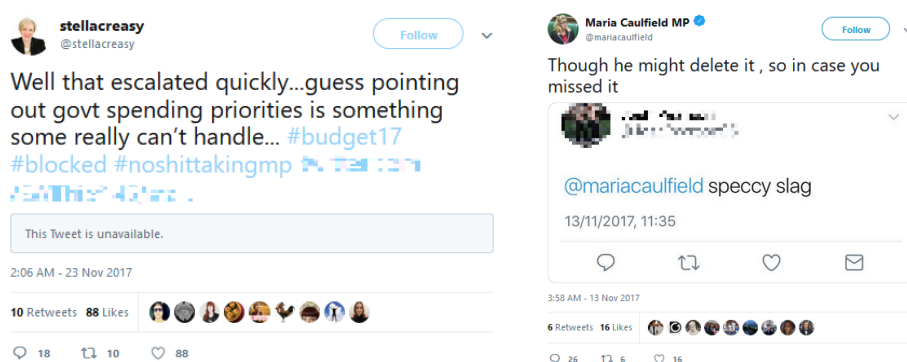 stellacreasy
@stellacreasy
Follow
Well that escalated quickly...guess pointing
out govt spending priorities is something
some really can't handle... #budget17
#blocked #noshittakingmp
This Tweet is unavailable.
2:06 AM - 23 Nov 2017
10 Retweets 88 Likes
18 10 88
Maria Caulfield MP
@mariacaulfield
Follow
Though he might delete it , so in case you
missed it
@mariacaulfield speccy slag
13/11/2017, 11:35
3:58 AM - 13 Nov 2017
6 Retweets 16 Likes
26 6 16